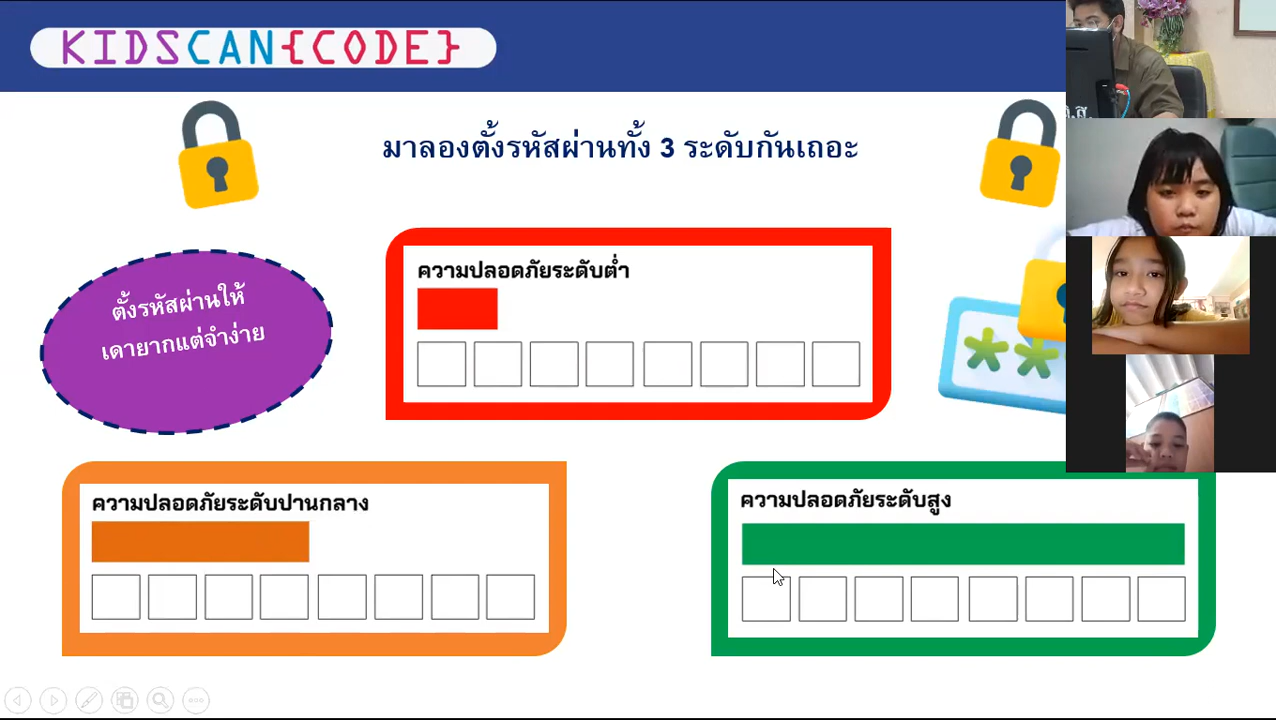 KIDSCAN{CODE}
มาลองตั้งรหัสผ่านทั้ง 3 ระดับกันเถอะ
ตั้งรหัสผ่านให้
เดายากแต่จำง่าย
ความปลอดภัยระดับต่ำ
ความปลอดภัยระดับปานกลาง
ความปลอดภัยระดับสูง